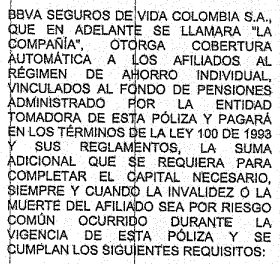 BBVA SEGUROS DE VIDA COLOMBIA S.A.,
QUE EN ADELANTE SE LLAMARA "LA
COMPAÑÍA", OTORGA COBERTURA
AUTOMÁTICA A LOS AFILIADOS AL
RÉGIMEN DE AHORRO INDIVIDUAL,
VINCULADOS AL FONDO DE PENSIONES
ADMINISTRADO POR LA ENTIDAD
TOMADORA DE ESTA PÓLIZA Y PAGARÁ
EN LOS TÉRMINOS DE LA LEY 100 DE 1993
Y SUS REGLAMENTOS, LA SUMA
ADICIONAL QUE SE REQUIERA PARA
COMPLETAR EL CAPITAL NECESARIO,
SIEMPRE Y CUANDO LA INVALIDEZ O LA
MUERTE DEL AFILIADO SEA POR RIESGO
COMÚN OCURRIDO DURANTE LA
VIGENCIA DE ESTA PÓLIZA Y SE
CUMPLAN LOS SIGUIENTES REQUISITOS: